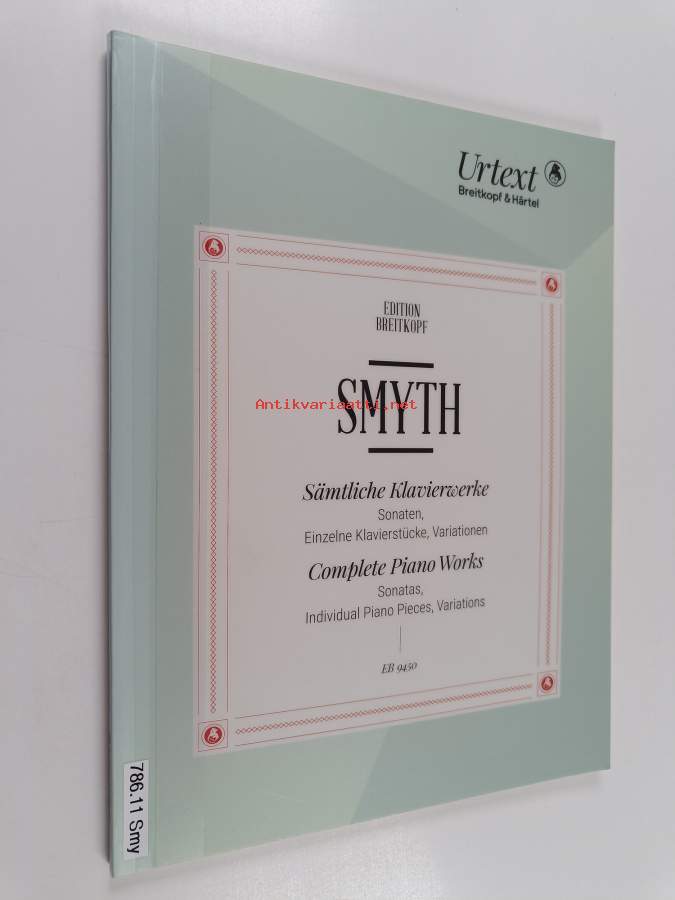 Urtext
Breitkopf & Härtel
EDITION
BREITKOPF
SMYTH
Antikvariaatti.net
Sämtliche Klavierwerke
Sonaten,
Einzelne Klavierstücke, Variationen
Complete Piano Works
Sonatas,
Individual Piano Pieces, Variations
EB 9450
786.11 Smy